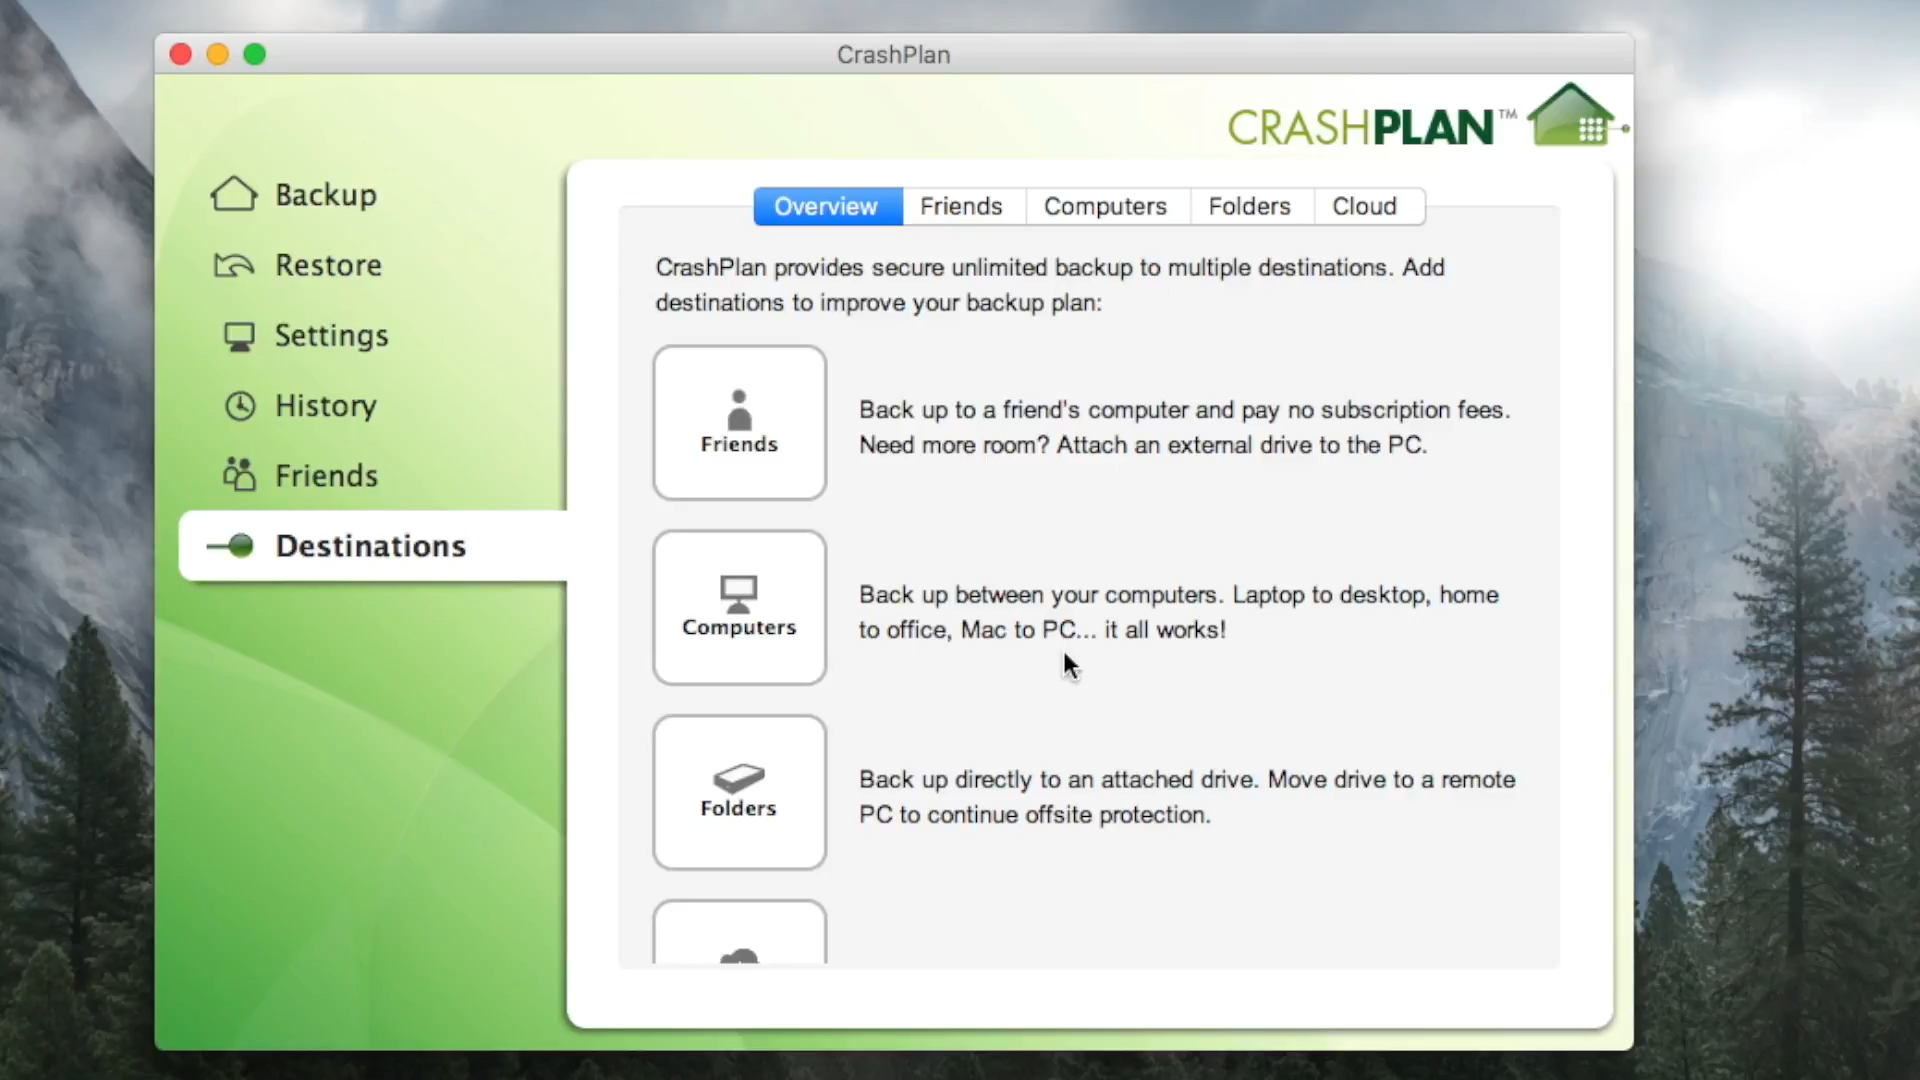 CrashPlan
CRASHPLAN™
Backup
Restore
Settings
History
Friends
Destinations
Overview Friends Computers Folders Cloud
CrashPlan provides secure unlimited backup to multiple destinations. Add
destinations to improve your backup plan:
Friends
Back up to a friend's computer and pay no subscription fees.
Need more room? Attach an external drive to the PC.
Computers
Back up between your computers. Laptop to desktop, home
to office, Mac to PC... it all works!
Folders
Back up directly to an attached drive. Move drive to a remote
PC to continue offsite protection.